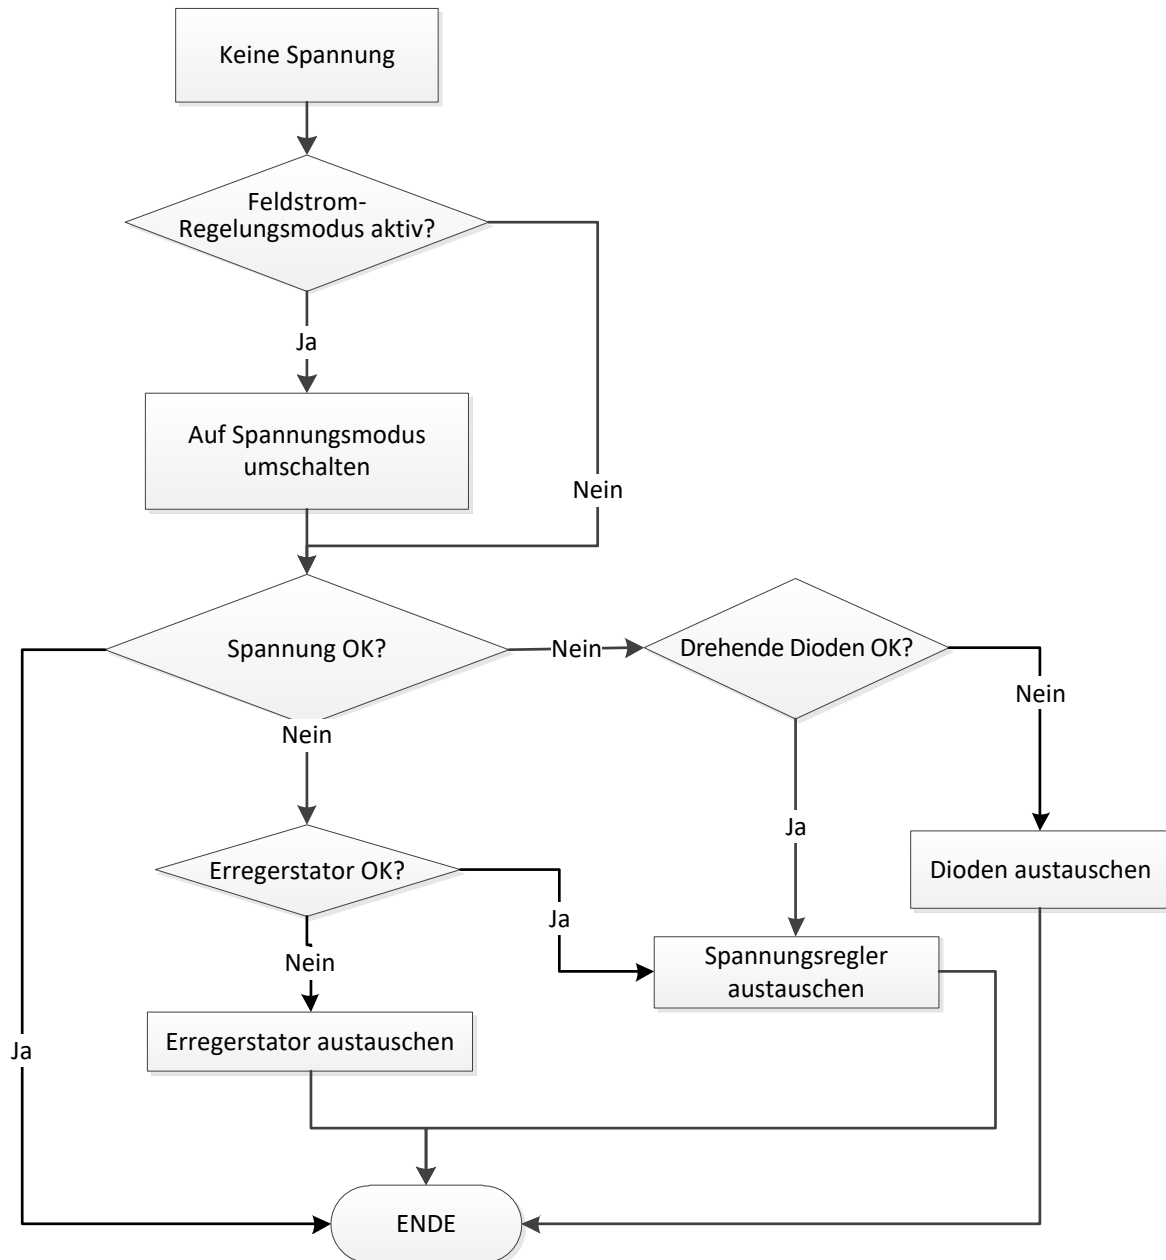 Keine Spannung
Feldstrom-
Regelungsmodus aktiv?
Ja
Auf Spannungsmodus
umschalten
Nein
Spannung OK?
Nein
Drehende Dioden OK?
Nein
Nein
Ja
Erregerstator OK?
Dioden austauschen
Ja
Nein
Spannungsregler
austauschen
Erregerstator austauschen
Ja
ENDE